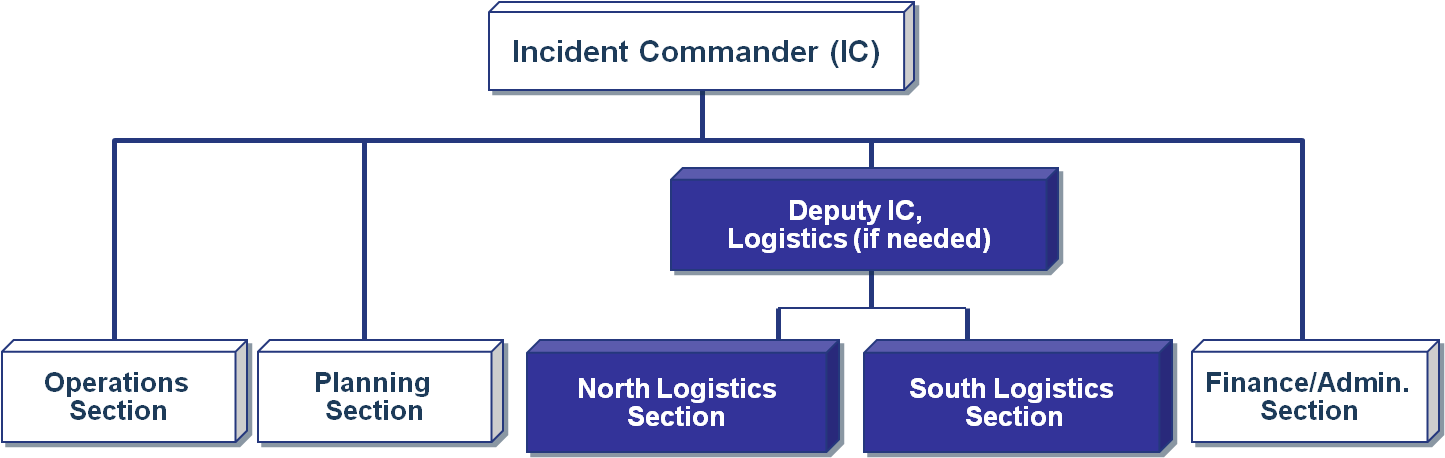 Incident Commander (IC)
Deputy IC,
Logistics (if needed)
Operations
Section
Planning
Section
North Logistics
Section
South Logistics
Section
Finance/Admin.
Section